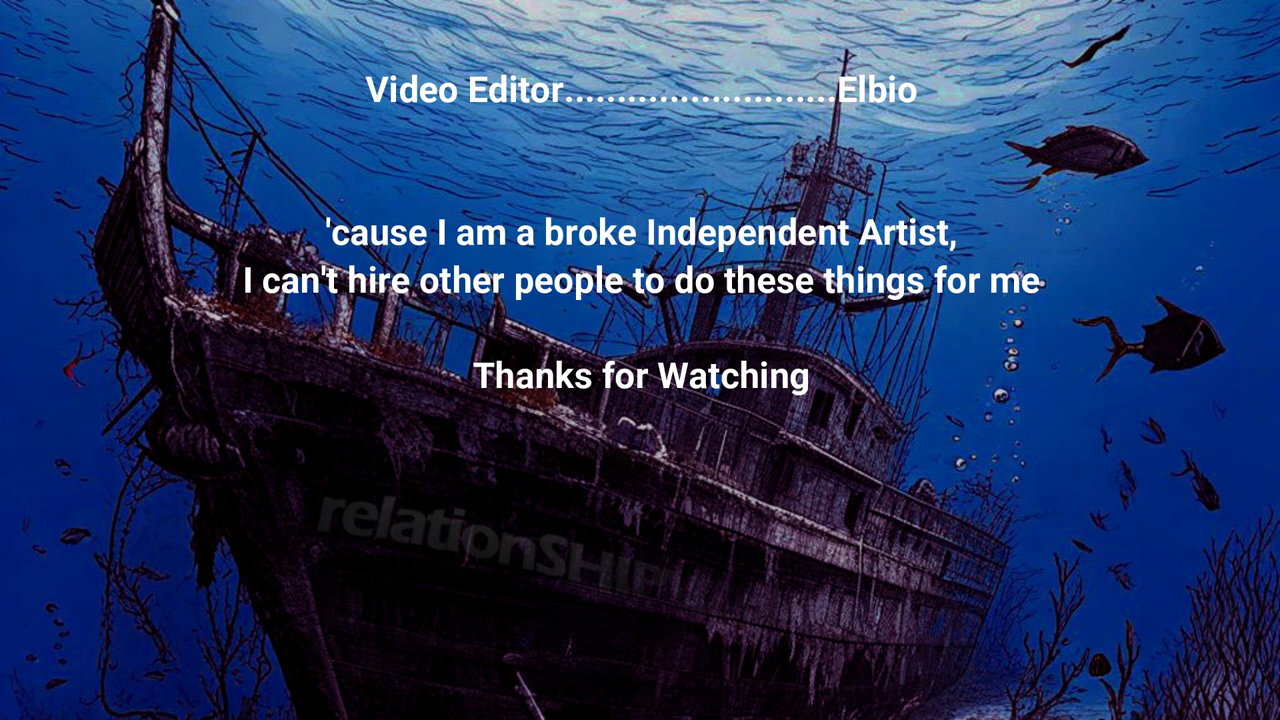 Video Editor..........................Elbio
'cause I am a broke Independent Artist,
I can't hire other people to do these things for me
Thanks for Watching
relationSHIP